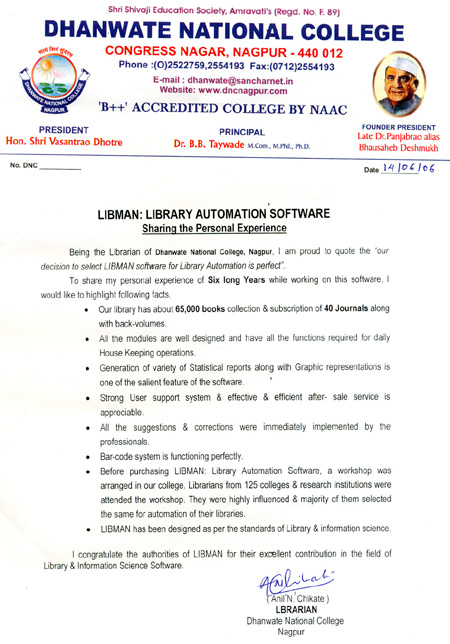 Shri Shivaji Education Society, Amravati's (Regd. No. F. 89)
DHANWATE NATIONAL COLLEGE
CONGRESS NAGAR, NAGPUR - 440 012
Phone :(O)2522759,2554193 Fax:(0712)2554193
E-mail : dhanwate@sancharnet.in
Website: www.dncnagpur.com
'B++' ACCREDITED COLLEGE BY NAAC
DHANWATE NATIONAL COLLEGE
NAGPUR
PRESIDENT
Hon. Shri Vasantrao Dhotre
PRINCIPAL
Dr. B.B. Taywade M.Com., M.Phil., Ph.D.
FOUNDER PRESIDENT
Late Dr.Panjabrao alias
Bhausaheb Deshmukh
No. DNC
Date 14/06/06
LIBMAN: LIBRARY AUTOMATION SOFTWARE
Sharing the Personal Experience
Being the Librarian of Dhanwate National College, Nagpur, I am proud to quote the "our
decision to select LIBMAN software for Library Automation is perfect".
To share my personal experience of Six long Years while working on this software, I
would like to highlight following facts.
• Our library has about 65,000 books collection & subscription of 40 Journals along
with back-volumes.
• All the modules are well designed and have all the functions required for daily
House Keeping operations.
• Generation of variety of Statistical reports along with Graphic representations is
one of the salient feature of the software.
• Strong User support system & effective & efficient after- sale service is
appreciable.
• All the suggestions & corrections were immediately implemented by the
professionals.
• Bar-code system is functioning perfectly.
• Before purchasing LIBMAN: Library Automation Software, a workshop was
arranged in our college. Librarians from 125 colleges & research institutions were
attended the workshop. They were highly influenced & majority of them selected
the same for automation of their libraries.
• LIBMAN has been designed as per the standards of Library & information science.
I congratulate the authorities of LIBMAN for their excellent contribution in the field of
Library & Information Science Software.
( Anil N. Chikate )
LBRARIAN
Dhanwate National College
Nagpur